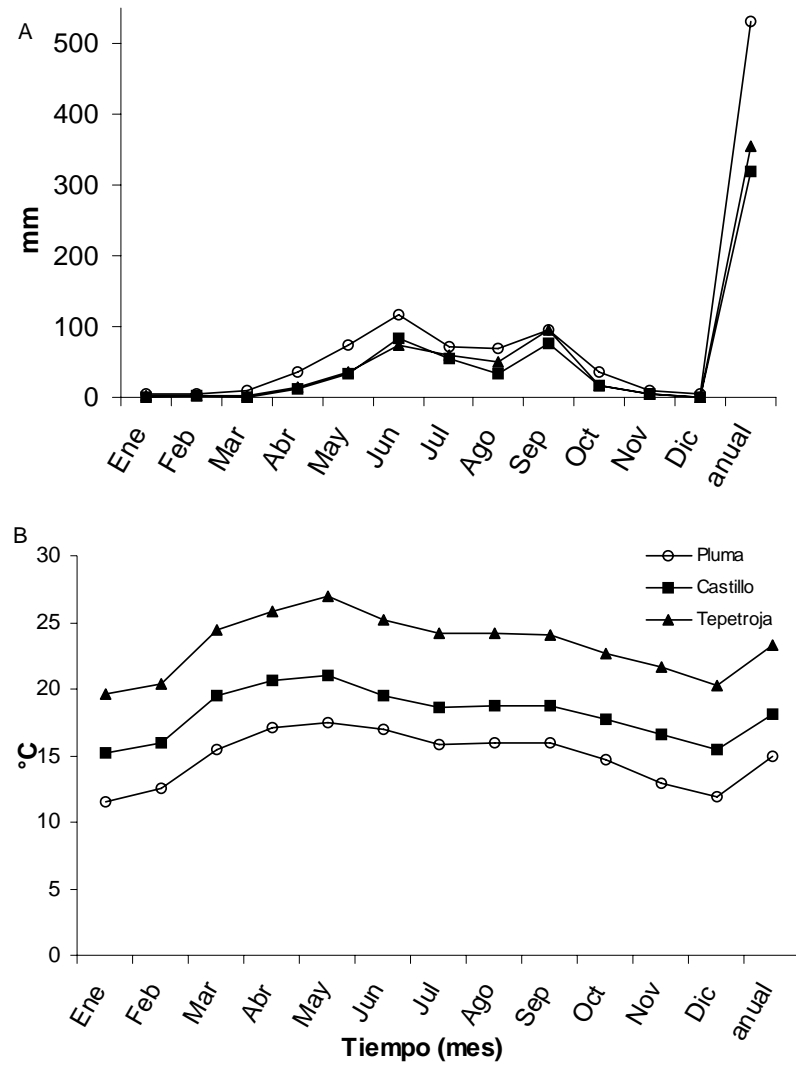 A
500
400
300
200
100
0
mm
Ene Feb Mar Abr May Jun Jul Ago Sep Oct Nov Dic anual
B
30
25
20
15
10
5
0
°C
Pluma
Castillo
Tepetroja
Ene Feb Mar Abr May Jun Jul Ago Sep Oct Nov Dic anual
Tiempo (mes)